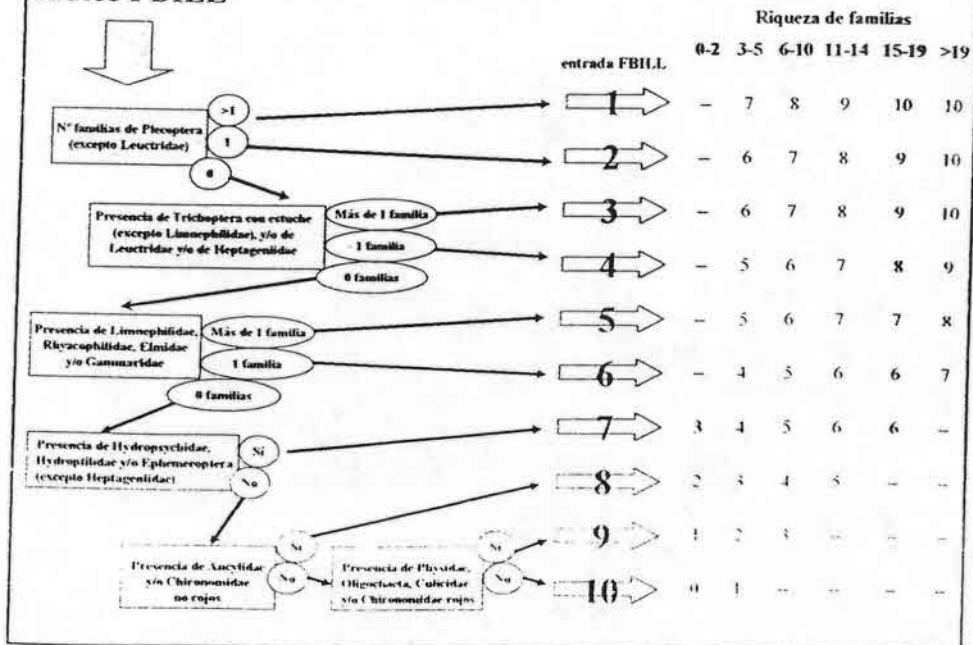 Riqueza de familias
entrada FBILL 0-2 3-5 6-10 11-14 15-19 >19
Nº familias de Plecoptera
(excepto Leuctridae)
>1
1
0
1 -- 7 8 9 10 10
2 -- 6 7 8 9 10
Presencia de Trichoptera con estuche
(excepto Limnephilidae), y/o de
Leuctridae y/o de Heptageniidae
Más de 1 familia
1 familia
0 familias
3 -- 6 7 8 9 10
4 -- 5 6 7 8 9
Presencia de Limnephilidae,
Rhyacophilidae, Elmidae
y/o Gammaridae
Más de 1 familia
1 familia
0 familias
5 -- 5 6 7 7 8
6 -- 4 5 6 6 7
Presencia de Hydropsychidae,
Hydroptilidae y/o Ephemeroptera
(excepto Heptageniidae)
Si
No
7 3 4 5 6 6 --
8 2 3 4 5 -- --
Presencia de Ancylidae
y/o Chironomidae
no rojos
Si
No
Presencia de Physidae,
Oligochaeta, Culicidae
y/o Chironomidae rojos
Si
No
9 1 2 3 -- -- --
10 0 1 -- -- -- --